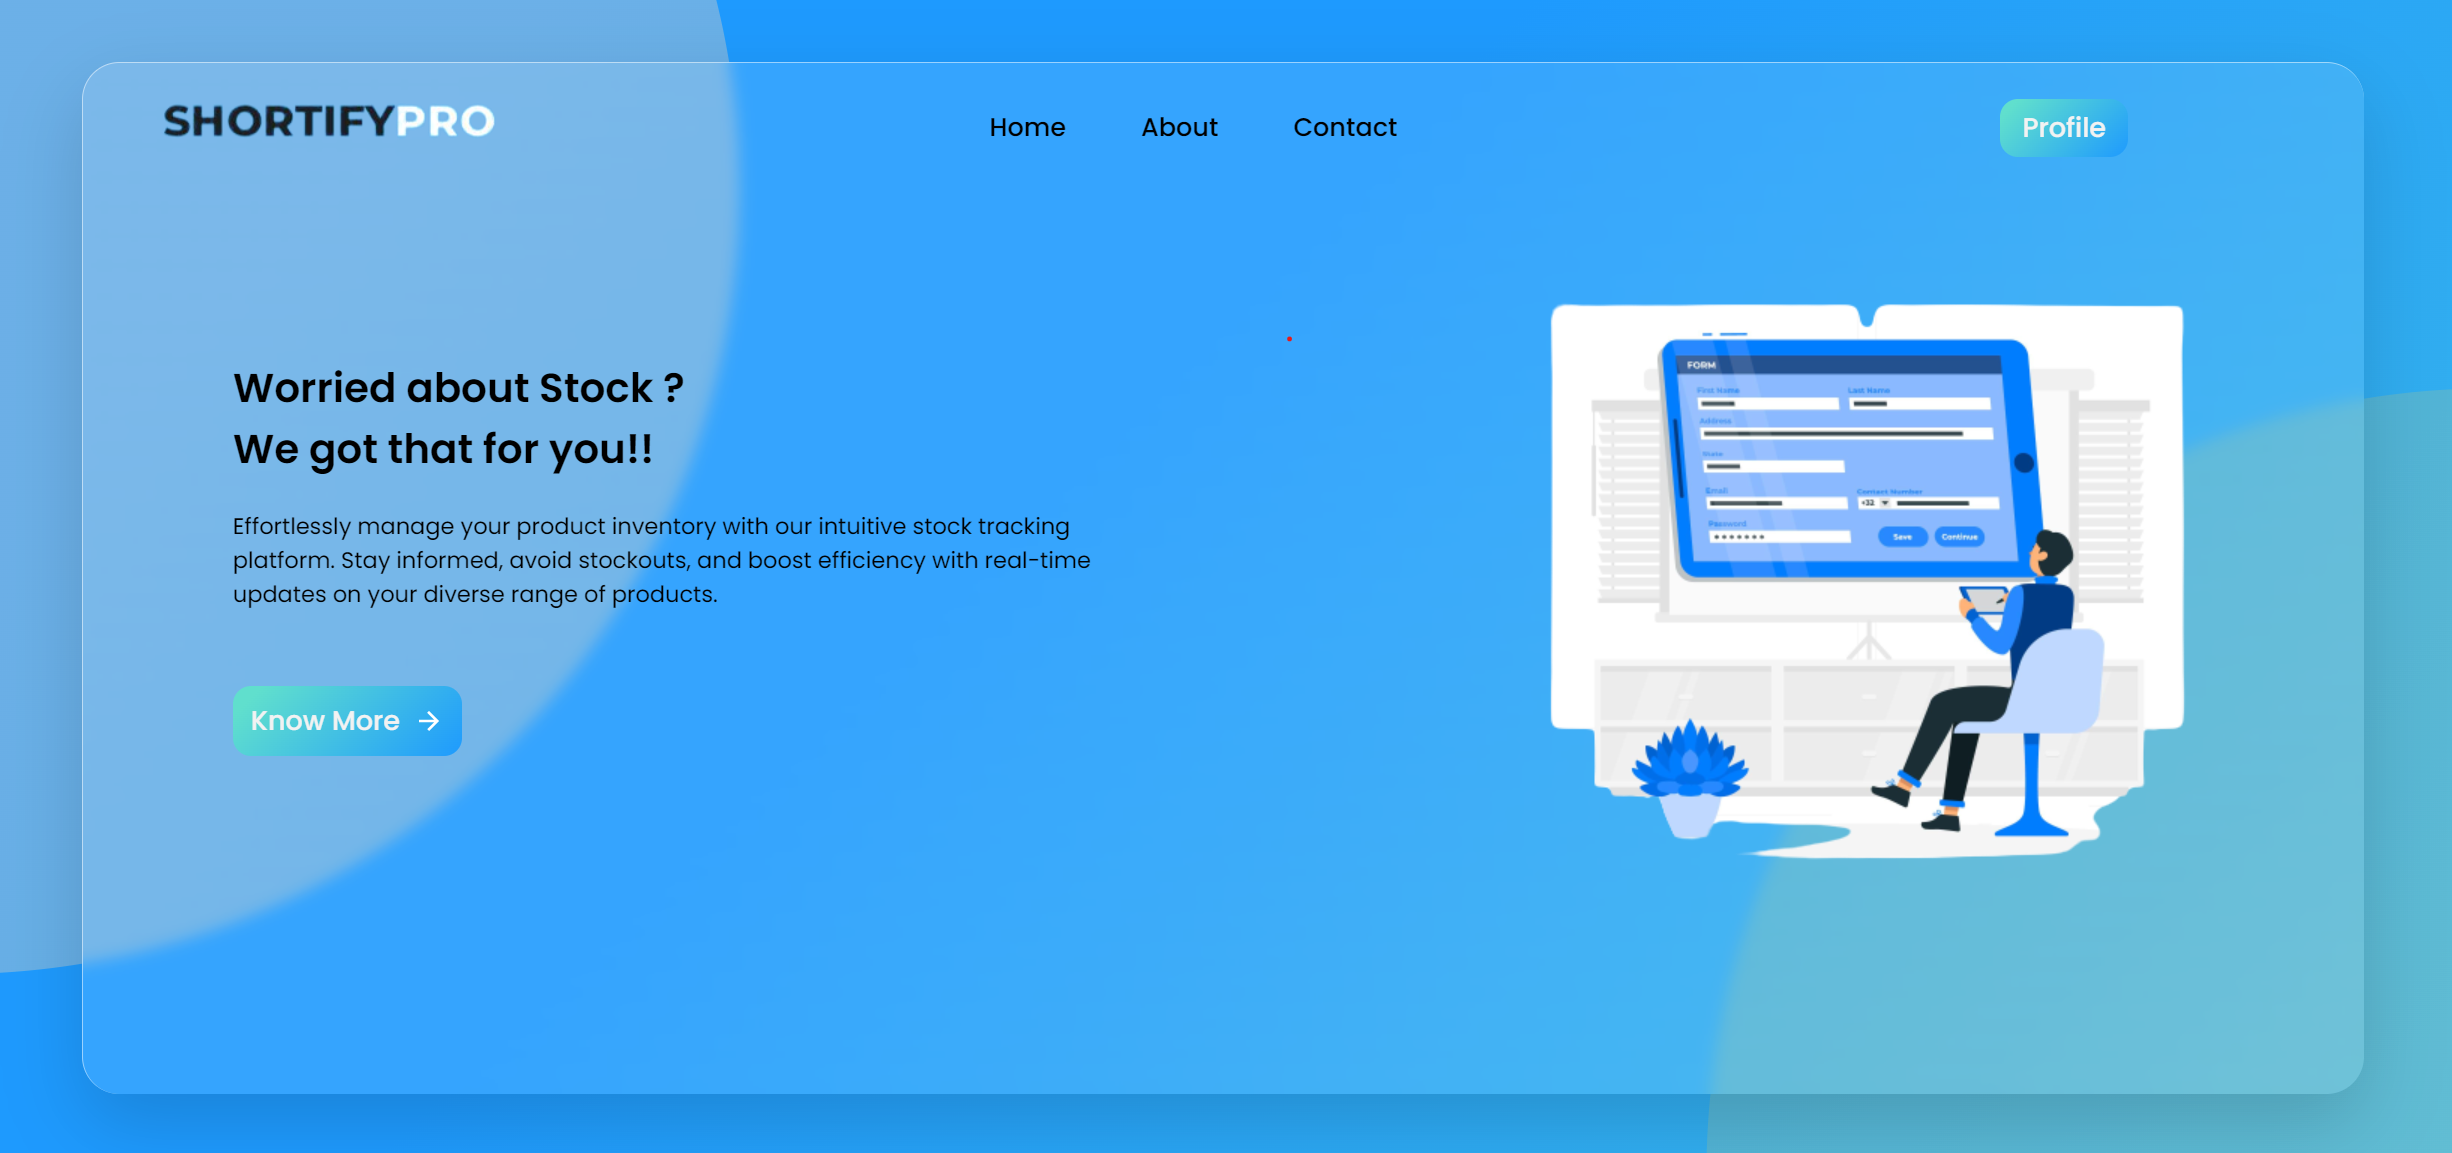 SHORTIFYPRO
Home About Contact
Profile
Worried about Stock ?
We got that for you!!
Effortlessly manage your product inventory with our intuitive stock tracking
platform. Stay informed, avoid stockouts, and boost efficiency with real-time
updates on your diverse range of products.
Know More
FORM
First Name Last Name
Address
State
Email Contact Number
+32
Password
Save Continue